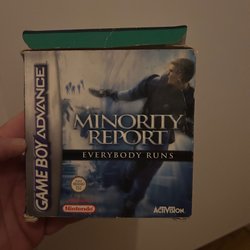 GAME BOY ADVANCE
MINORITY
REPORT
EVERYBODY RUNS
Nintendo
ACTIVISION